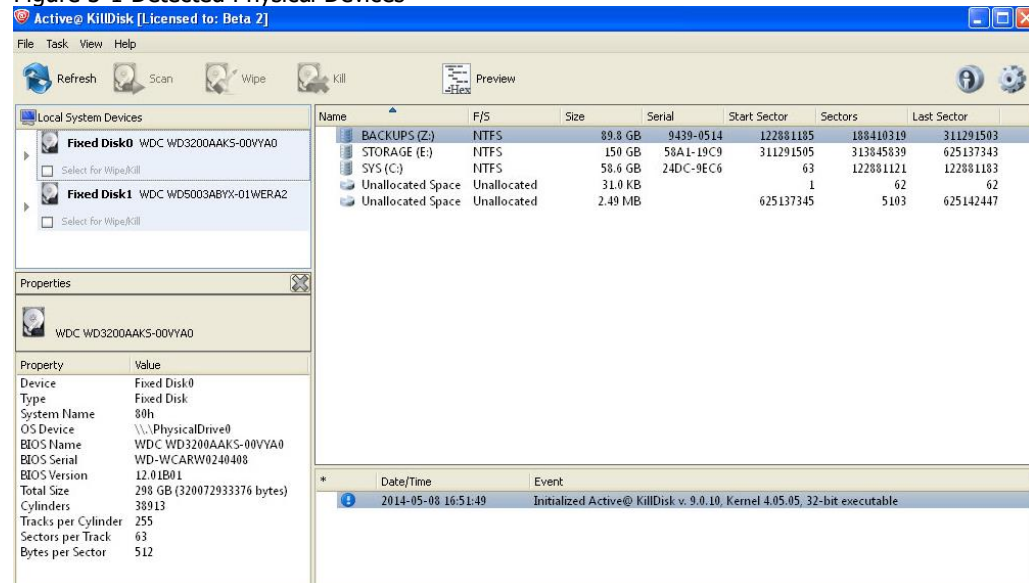 Figure 3-1 Detected Physical Devices
Active@ KillDisk [Licensed to: Beta 2]
File Task View Help
Refresh Scan Wipe Kill Hex Preview
Local System Devices
Fixed Disk0 WDC WD3200AAKS-00VYA0
Select for Wipe/Kill
Fixed Disk1 WDC WD5003ABYX-01WERA2
Select for Wipe/Kill
Name F/S Size Serial Start Sector Sectors Last Sector
BACKUPS (Z:) NTFS 89.8 GB 9439-0514 122881185 188410319 311291503
STORAGE (E:) NTFS 150 GB 58A1-19C9 311291505 313845839 625137343
SYS (C:) NTFS 58.6 GB 24DC-9EC6 63 122881121 122881183
Unallocated Space Unallocated 31.0 KB 1 62 62
Unallocated Space Unallocated 2.49 MB 625137345 5103 625142447
Properties
WDC WD3200AAKS-00VYA0
Property Value
Device Fixed Disk0
Type Fixed Disk
System Name 80h
OS Device \\.\PhysicalDrive0
BIOS Name WDC WD3200AAKS-00VYA0
BIOS Serial WD-WCARW0240408
BIOS Version 12.01B01
Total Size 298 GB (320072933376 bytes)
Cylinders 38913
Tracks per Cylinder 255
Sectors per Track 63
Bytes per Sector 512
* Date/Time Event
2014-05-08 16:51:49 Initialized Active@ KillDisk v. 9.0.10, Kernel 4.05.05, 32-bit executable